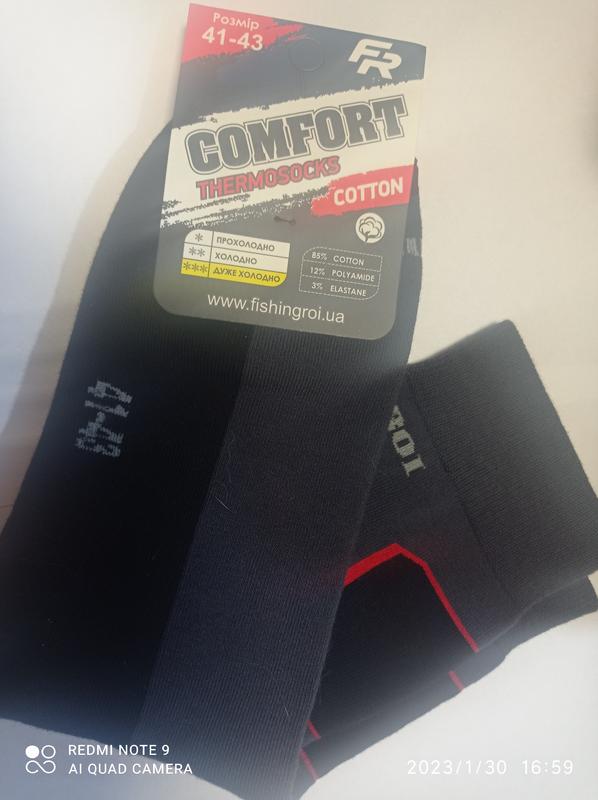 Розмір
41-43
FR
COMFORT
THERMOSOCKS
COTTON
* ПРОХОЛОДНО
** ХОЛОДНО
*** ДУЖЕ ХОЛОДНО
85% COTTON
12% POLYAMIDE
3% ELASTANE
www.fishingroi.ua
41-43
ROI
REDMI NOTE 9
AI QUAD CAMERA
2023/1/30 16:59